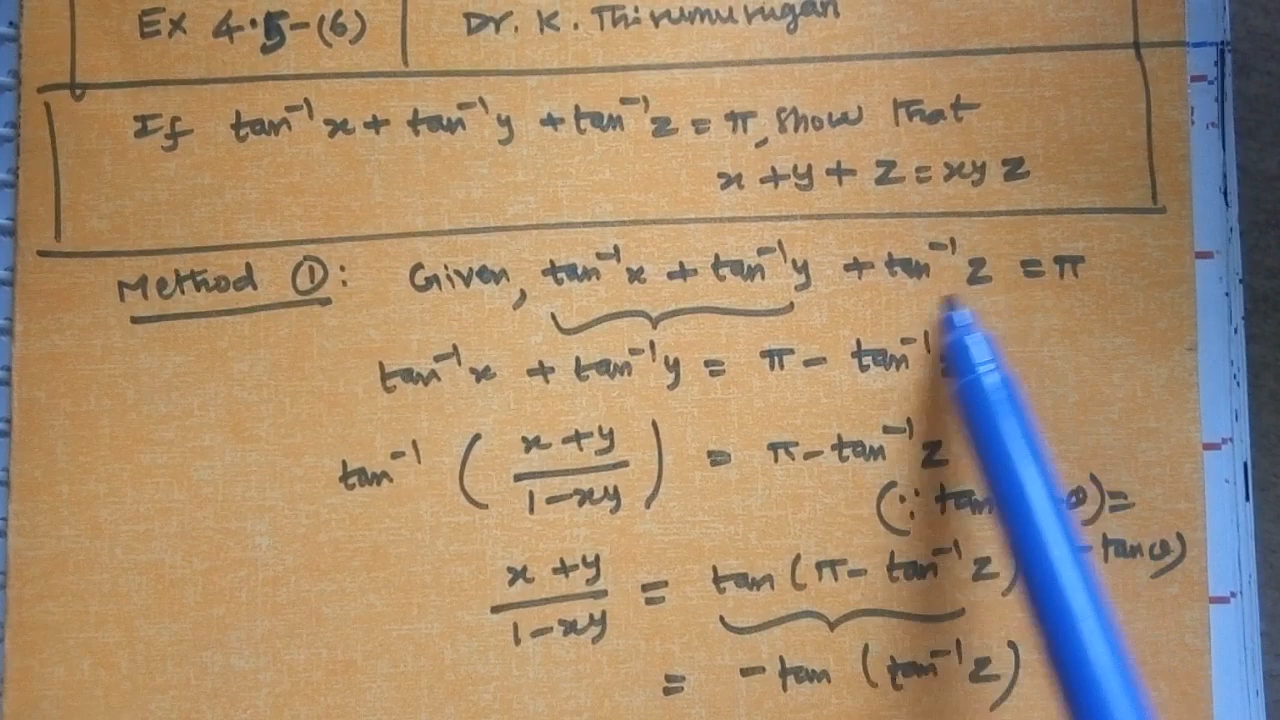 Ex 4.5-(6) Dr. K. Thirumurugan
If tan⁻¹x + tan⁻¹y + tan⁻¹z = π, show that
x + y + z = xyz
Method ①: Given, tan⁻¹x + tan⁻¹y + tan⁻¹z = π
tan⁻¹x + tan⁻¹y = π - tan⁻¹
tan⁻¹ ( (x+y)/(1-xy) ) = π - tan⁻¹z
(∵ tan θ) =
- tan θ)
(x+y)/(1-xy) = tan (π - tan⁻¹z)
= - tan (tan⁻¹z)